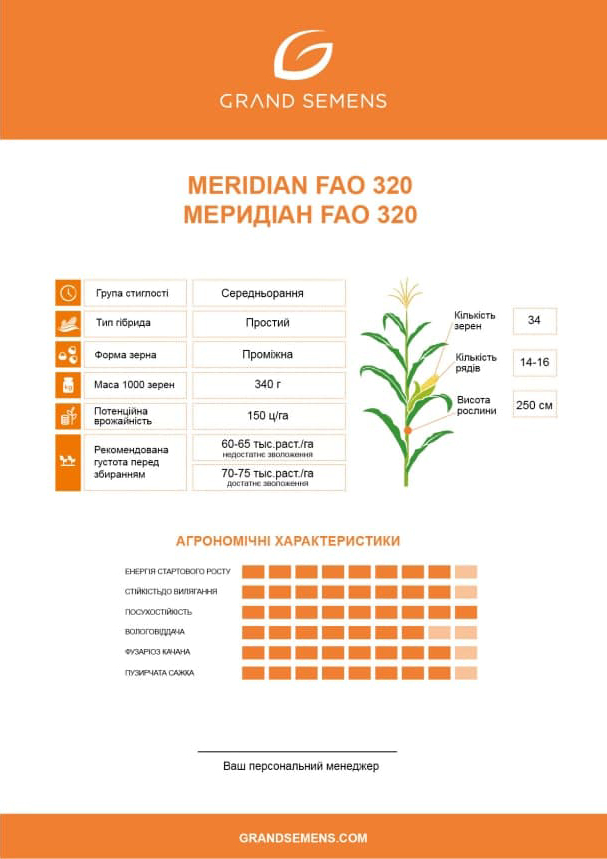 GRAND SEMENS
MERIDIAN FAO 320
МЕРИДІАН FAO 320
Група стиглості
Середньорання
Тип гібрида
Простий
Форма зерна
Проміжна
Маса 1000 зерен
340 г
Потенційна
врожайність
150 ц/га
Рекомендована
густота перед
збиранням
60-65 тыс.раст./га
недостатнє зволоження
70-75 тыс.раст./га
достатнє зволоження
Кількість
зерен
34
Кількість
рядів
14-16
Висота
рослини
250 см
АГРОНОМІЧНІ ХАРАКТЕРИСТИКИ
ЕНЕРГІЯ СТАРТОВОГО РОСТУ
СТІЙКІСТЬДО ВИЛЯГАННЯ
ПОСУХОСТІЙКІСТЬ
ВОЛОГОВІДДАЧА
ФУЗАРІОЗ КАЧАНА
ПУЗИРЧАТА САЖКА
Ваш персональний менеджер
GRANDSEMENS.COM